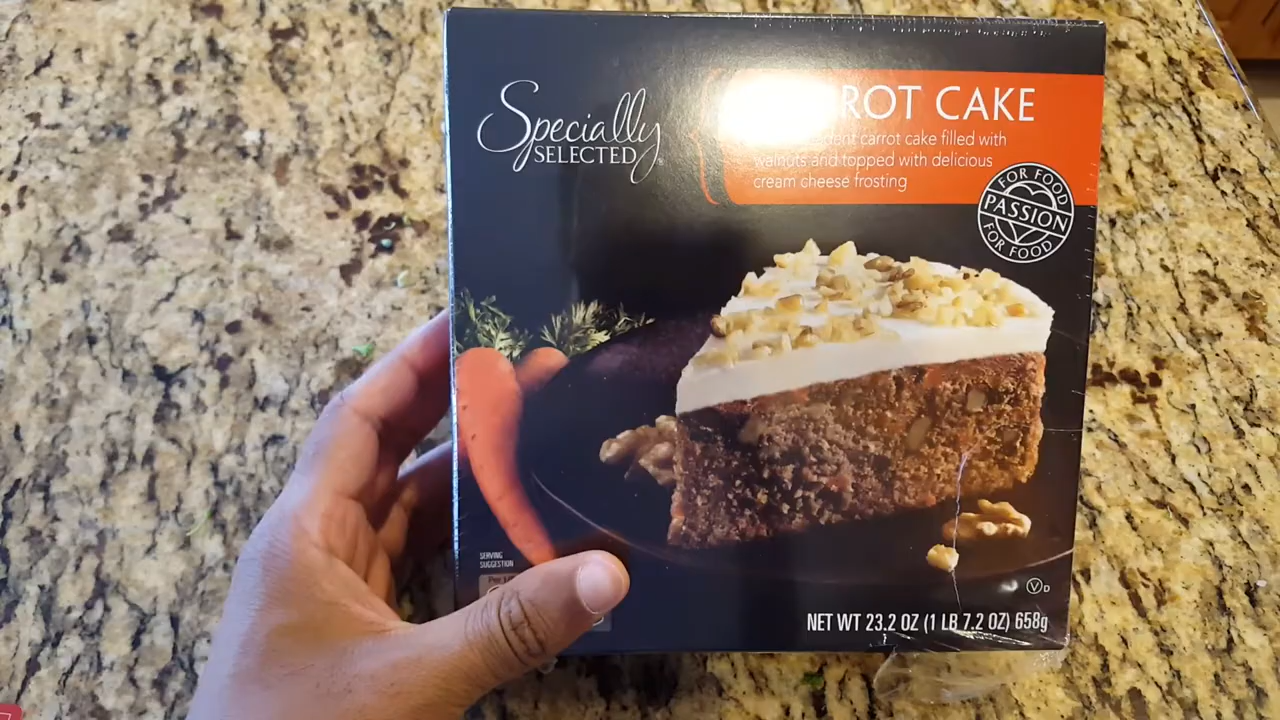 Specially
SELECTED
ROT CAKE
carrot cake filled with
walnuts and topped with delicious
cream cheese frosting
FOR FOOD
PASSION
FOR FOOD
SERVING
SUGGESTION
Per
V D
NET WT 23.2 OZ (1 LB 7.2 OZ) 658g